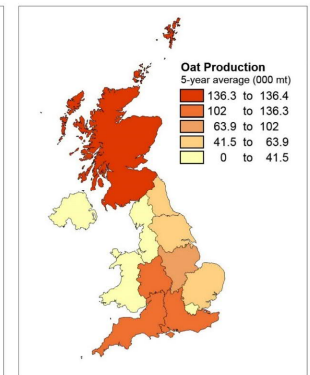 Oat Production
5-year average (000 mt)
136.3 to 136.4
102 to 136.3
63.9 to 102
41.5 to 63.9
0 to 41.5